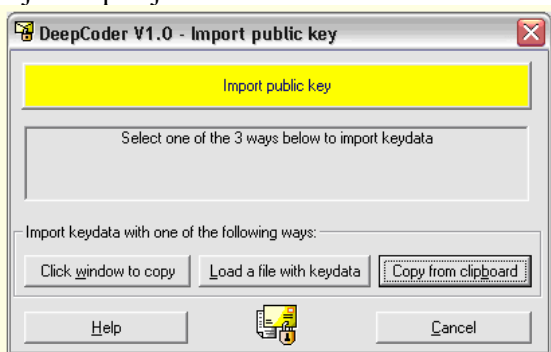 DeepCoder V1.0 - Import public key
Import public key
Select one of the 3 ways below to import keydata
Import keydata with one of the following ways:
Click window to copy Load a file with keydata Copy from clipboard
Help Cancel